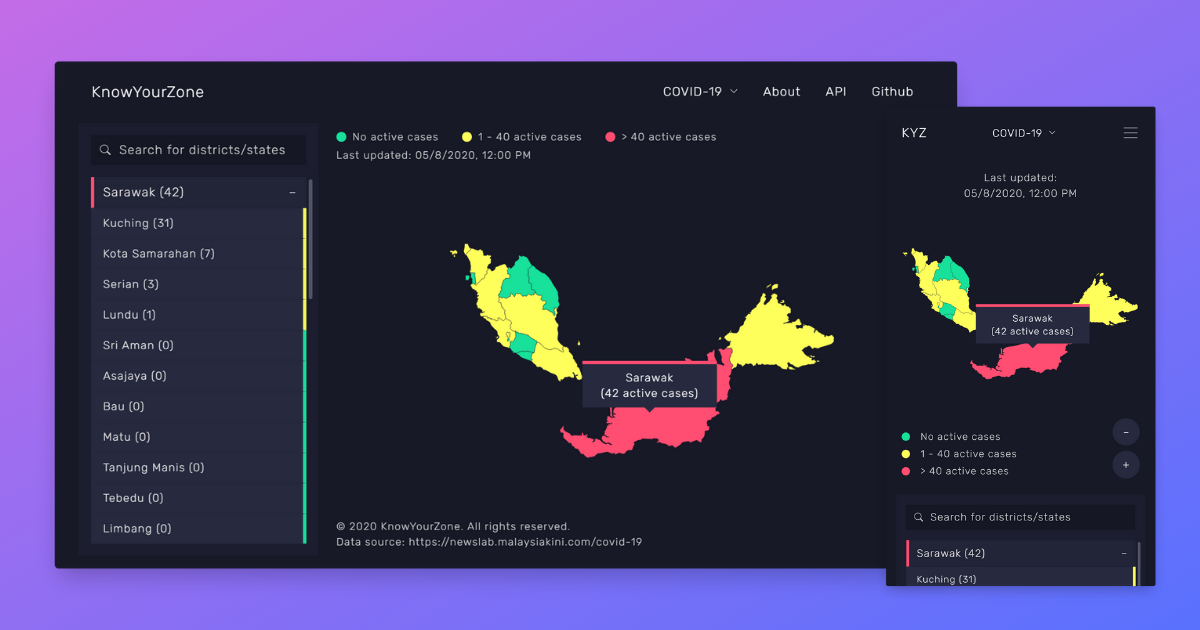 KnowYourZone
COVID-19
About
API
Github
Search for districts/states
Sarawak (42)
–
Kuching (31)
Kota Samarahan (7)
Serian (3)
Lundu (1)
Sri Aman (0)
Asajaya (0)
Bau (0)
Matu (0)
Tanjung Manis (0)
Tebedu (0)
Limbang (0)
No active cases
1 - 40 active cases
> 40 active cases
Last updated: 05/8/2020, 12:00 PM
Sarawak
(42 active cases)
© 2020 KnowYourZone. All rights reserved.
Data source: https://newslab.malaysiakini.com/covid-19
KYZ
COVID-19
Last updated:
05/8/2020, 12:00 PM
Sarawak
(42 active cases)
No active cases
1 - 40 active cases
> 40 active cases
-
+
Search for districts/states
Sarawak (42)
–
Kuching (31)